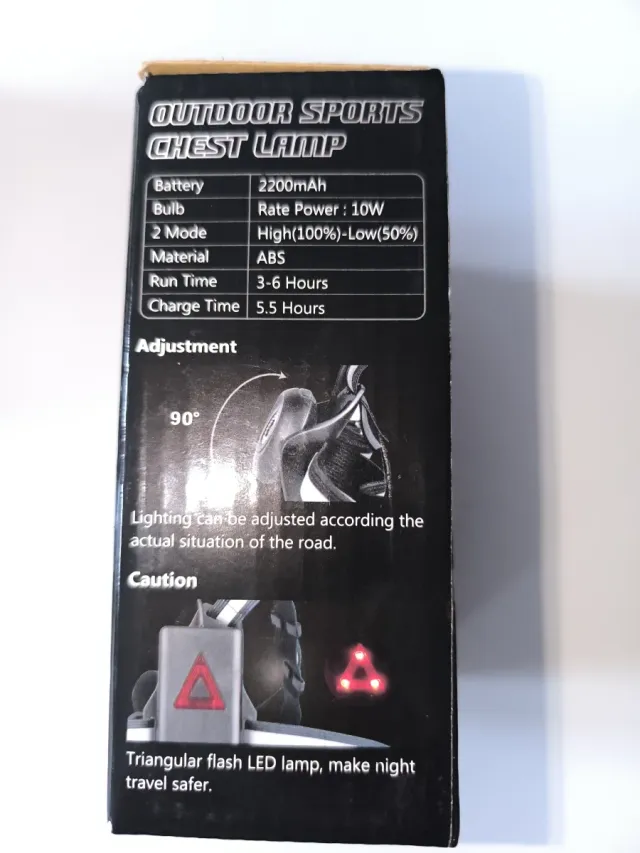 OUTDOOR SPORTS
CHEST LAMP
Battery 2200mAh
Bulb Rate Power : 10W
2 Mode High(100%)-Low(50%)
Material ABS
Run Time 3-6 Hours
Charge Time 5.5 Hours
Adjustment
90°
Lighting can be adjusted according the
actual situation of the road.
Caution
Triangular flash LED lamp, make night
travel safer.